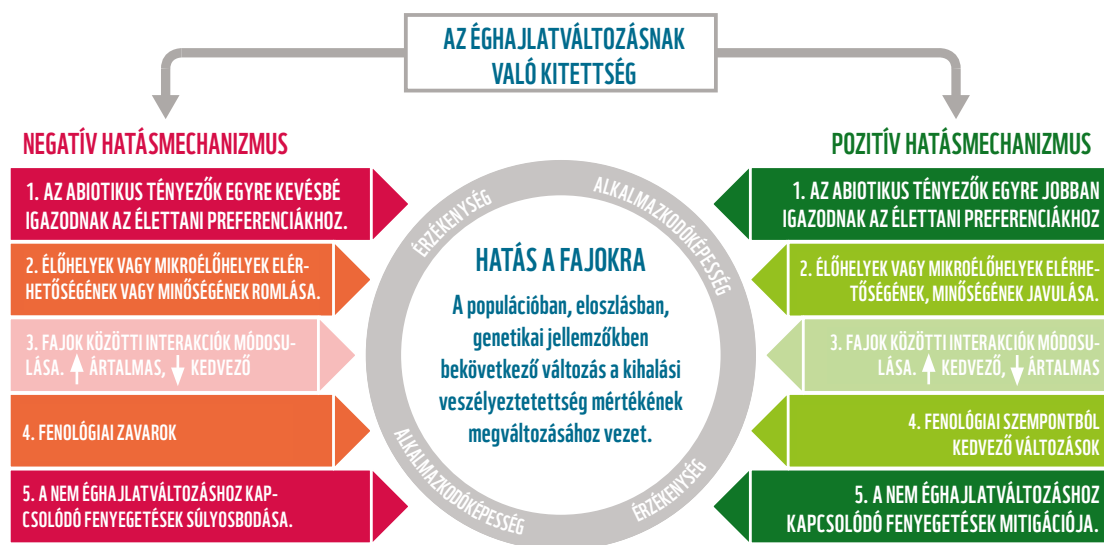 AZ ÉGHAJLATVÁLTOZÁSNAK
VALÓ KITETTSÉG
NEGATÍV HATÁSMECHANIZMUS
1. AZ ABIOTIKUS TÉNYEZŐK EGYRE KEVÉSBÉ
IGAZODNAK AZ ÉLETTANI PREFERENCIÁKHOZ.
2. ÉLŐHELYEK VAGY MIKROÉLŐHELYEK ELÉR-
HETŐSÉGÉNEK VAGY MINŐSÉGÉNEK ROMLÁSA.
3. FAJOK KÖZÖTTI INTERAKCIÓK MÓDOSU-
LÁSA. ↑ ÁRTALMAS, ↓ KEDVEZŐ
4. FENOLÓGIAI ZAVAROK
5. A NEM ÉGHAJLATVÁLTOZÁSHOZ KAP-
CSOLÓDÓ FENYEGETÉSEK SÚLYOSBODÁSA.
ÉRZÉKENYSÉG
ALKALMAZKODÓKÉPESSÉG
HATÁS A FAJOKRA
A populációban, eloszlásban,
genetikai jellemzőkben
bekövetkező változás a kihalási
veszélyeztetettség mértékének
megváltozásához vezet.
ALKALMAZKODÓKÉPESSÉG
ÉRZÉKENYSÉG
POZITÍV HATÁSMECHANIZMUS
1. AZ ABIOTIKUS TÉNYEZŐK EGYRE JOBBAN
IGAZODNAK AZ ÉLETTANI PREFERENCIÁKHOZ
2. ÉLŐHELYEK VAGY MIKROÉLŐHELYEK ELÉRHE-
TŐSÉGÉNEK, MINŐSÉGÉNEK JAVULÁSA.
3. FAJOK KÖZÖTTI INTERAKCIÓK MÓDOSU-
LÁSA. ↑ KEDVEZŐ, ↓ ÁRTALMAS
4. FENOLÓGIAI SZEMPONTBÓL
KEDVEZŐ VÁLTOZÁSOK
5. A NEM ÉGHAJLATVÁLTOZÁSHOZ
KAPCSOLÓDÓ FENYEGETÉSEK MITIGÁCIÓJA.